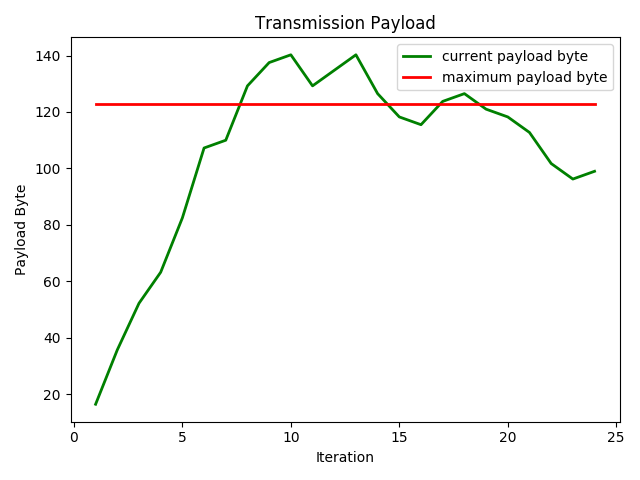 Transmission Payload
current payload byte
maximum payload byte
Payload Byte
140
120
100
80
60
40
20
0
5
10
15
20
25
Iteration